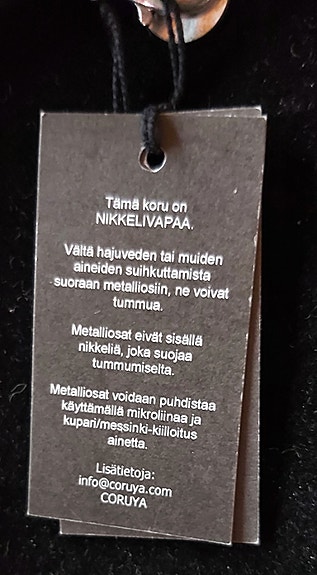 Tämä koru on
NIKKELIVAPAA.
Vältä hajuveden tai muiden
aineiden suihkuttamista
suoraan metalliosiin, ne voivat
tummua.
Metalliosat eivät sisällä
nikkeliä, joka suojaa
tummumiselta.
Metalliosat voidaan puhdistaa
käyttämällä mikroliinaa ja
kupari/messinki-kiilloitus
ainetta.
Lisätietoja:
info@coruya.com
CORUYA